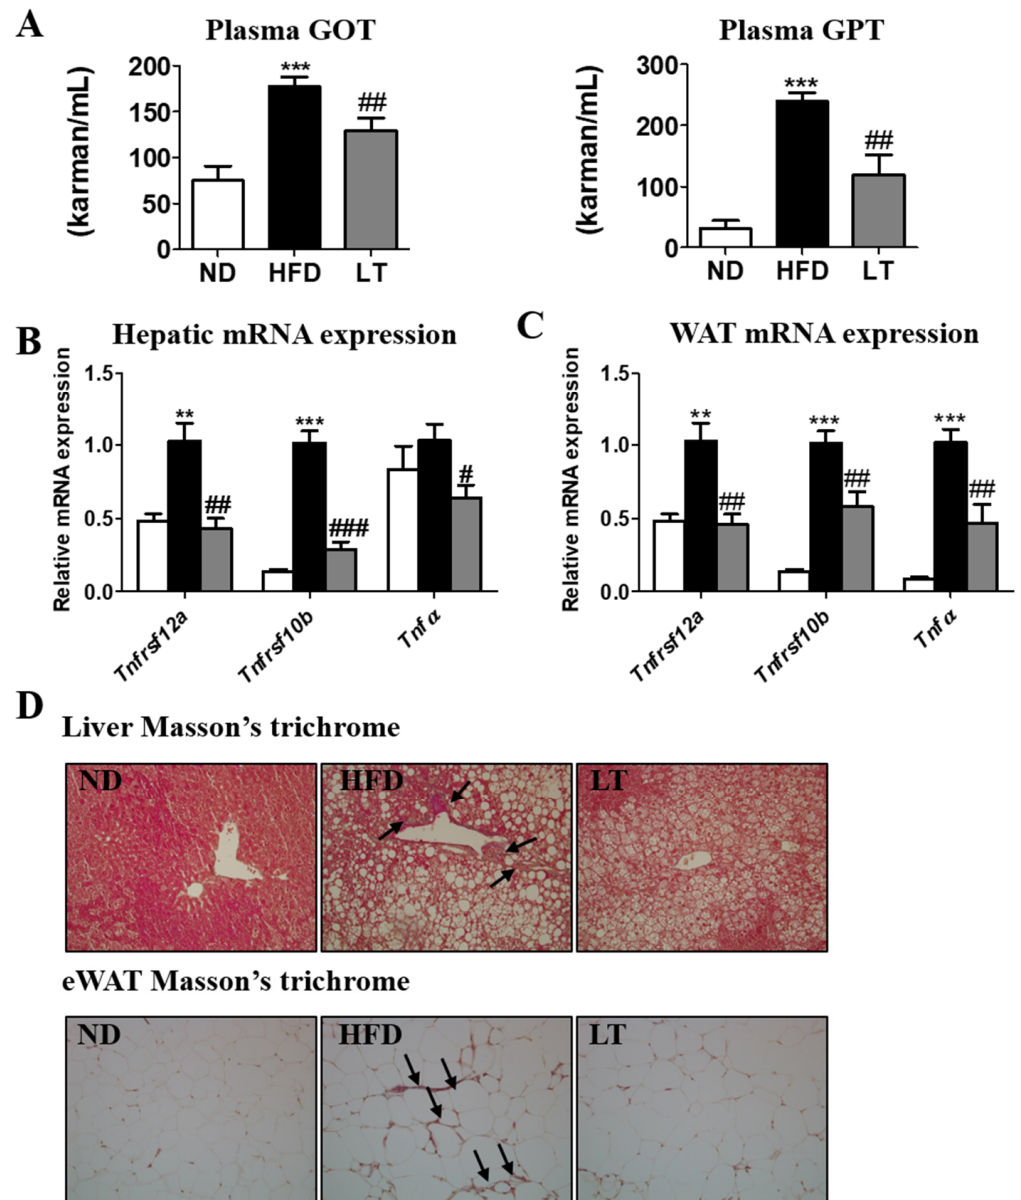 A
Plasma GOT
Plasma GPT
(karman/mL)
200
150
100
50
0
***
##
ND HFD LT
(karman/mL)
300
200
100
0
***
##
ND HFD LT
B
Hepatic mRNA expression
Relative mRNA expression
1.5
1.0
0.5
0.0
**
##
***
###
#
Tnfrsf12a
Tnfrsf10b
Tnfα
C
WAT mRNA expression
Relative mRNA expression
1.5
1.0
0.5
0.0
**
##
***
##
***
##
Tnfrsf12a
Tnfrsf10b
Tnfα
D
Liver Masson’s trichrome
ND
HFD
LT
eWAT Masson’s trichrome
ND
HFD
LT